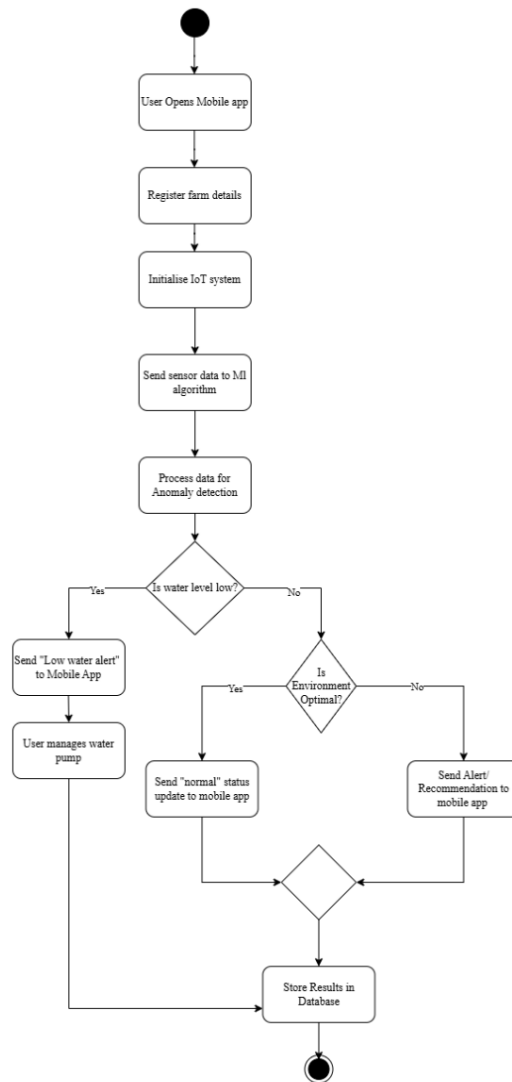 User Opens Mobile app
Register farm details
Initialise IoT system
Send sensor data to MI
algorithm
Process data for
Anomaly detection
Is water level low?
Yes
No
Send "Low water alert"
to Mobile App
User manages water
pump
Is
Environment
Optimal?
Yes
No
Send "normal" status
update to mobile app
Send Alert/
Recommendation to
mobile app
Store Results in
Database